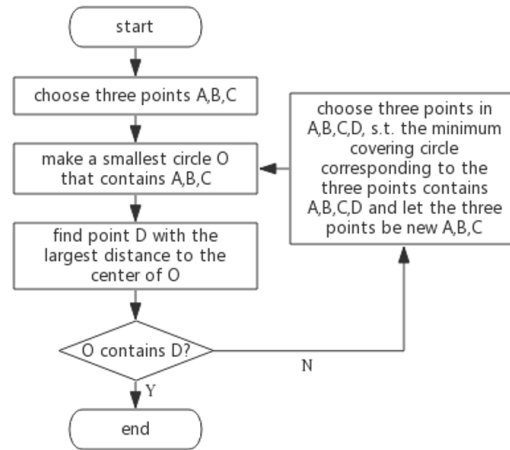 start
choose three points A,B,C
make a smallest circle O
that contains A,B,C
find point D with the
largest distance to the
center of O
O contains D?
Y
end
N
choose three points in
A,B,C,D, s.t. the minimum
covering circle
corresponding to the
three points contains
A,B,C,D and let the three
points be new A,B,C